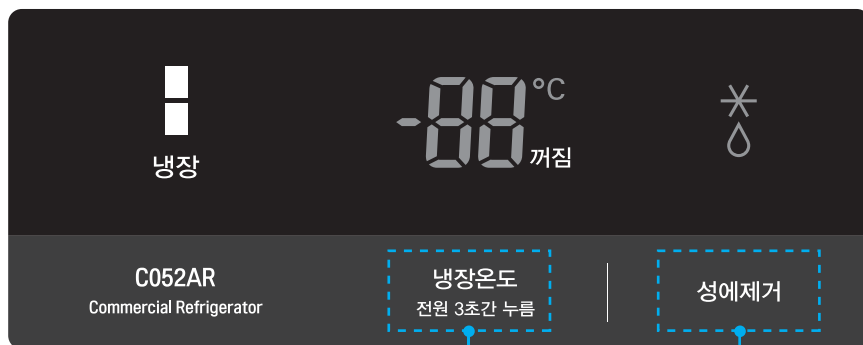 -88 °C
꺼짐
냉장
C052AR
Commercial Refrigerator
냉장온도
전원 3초간 누름
성에제거